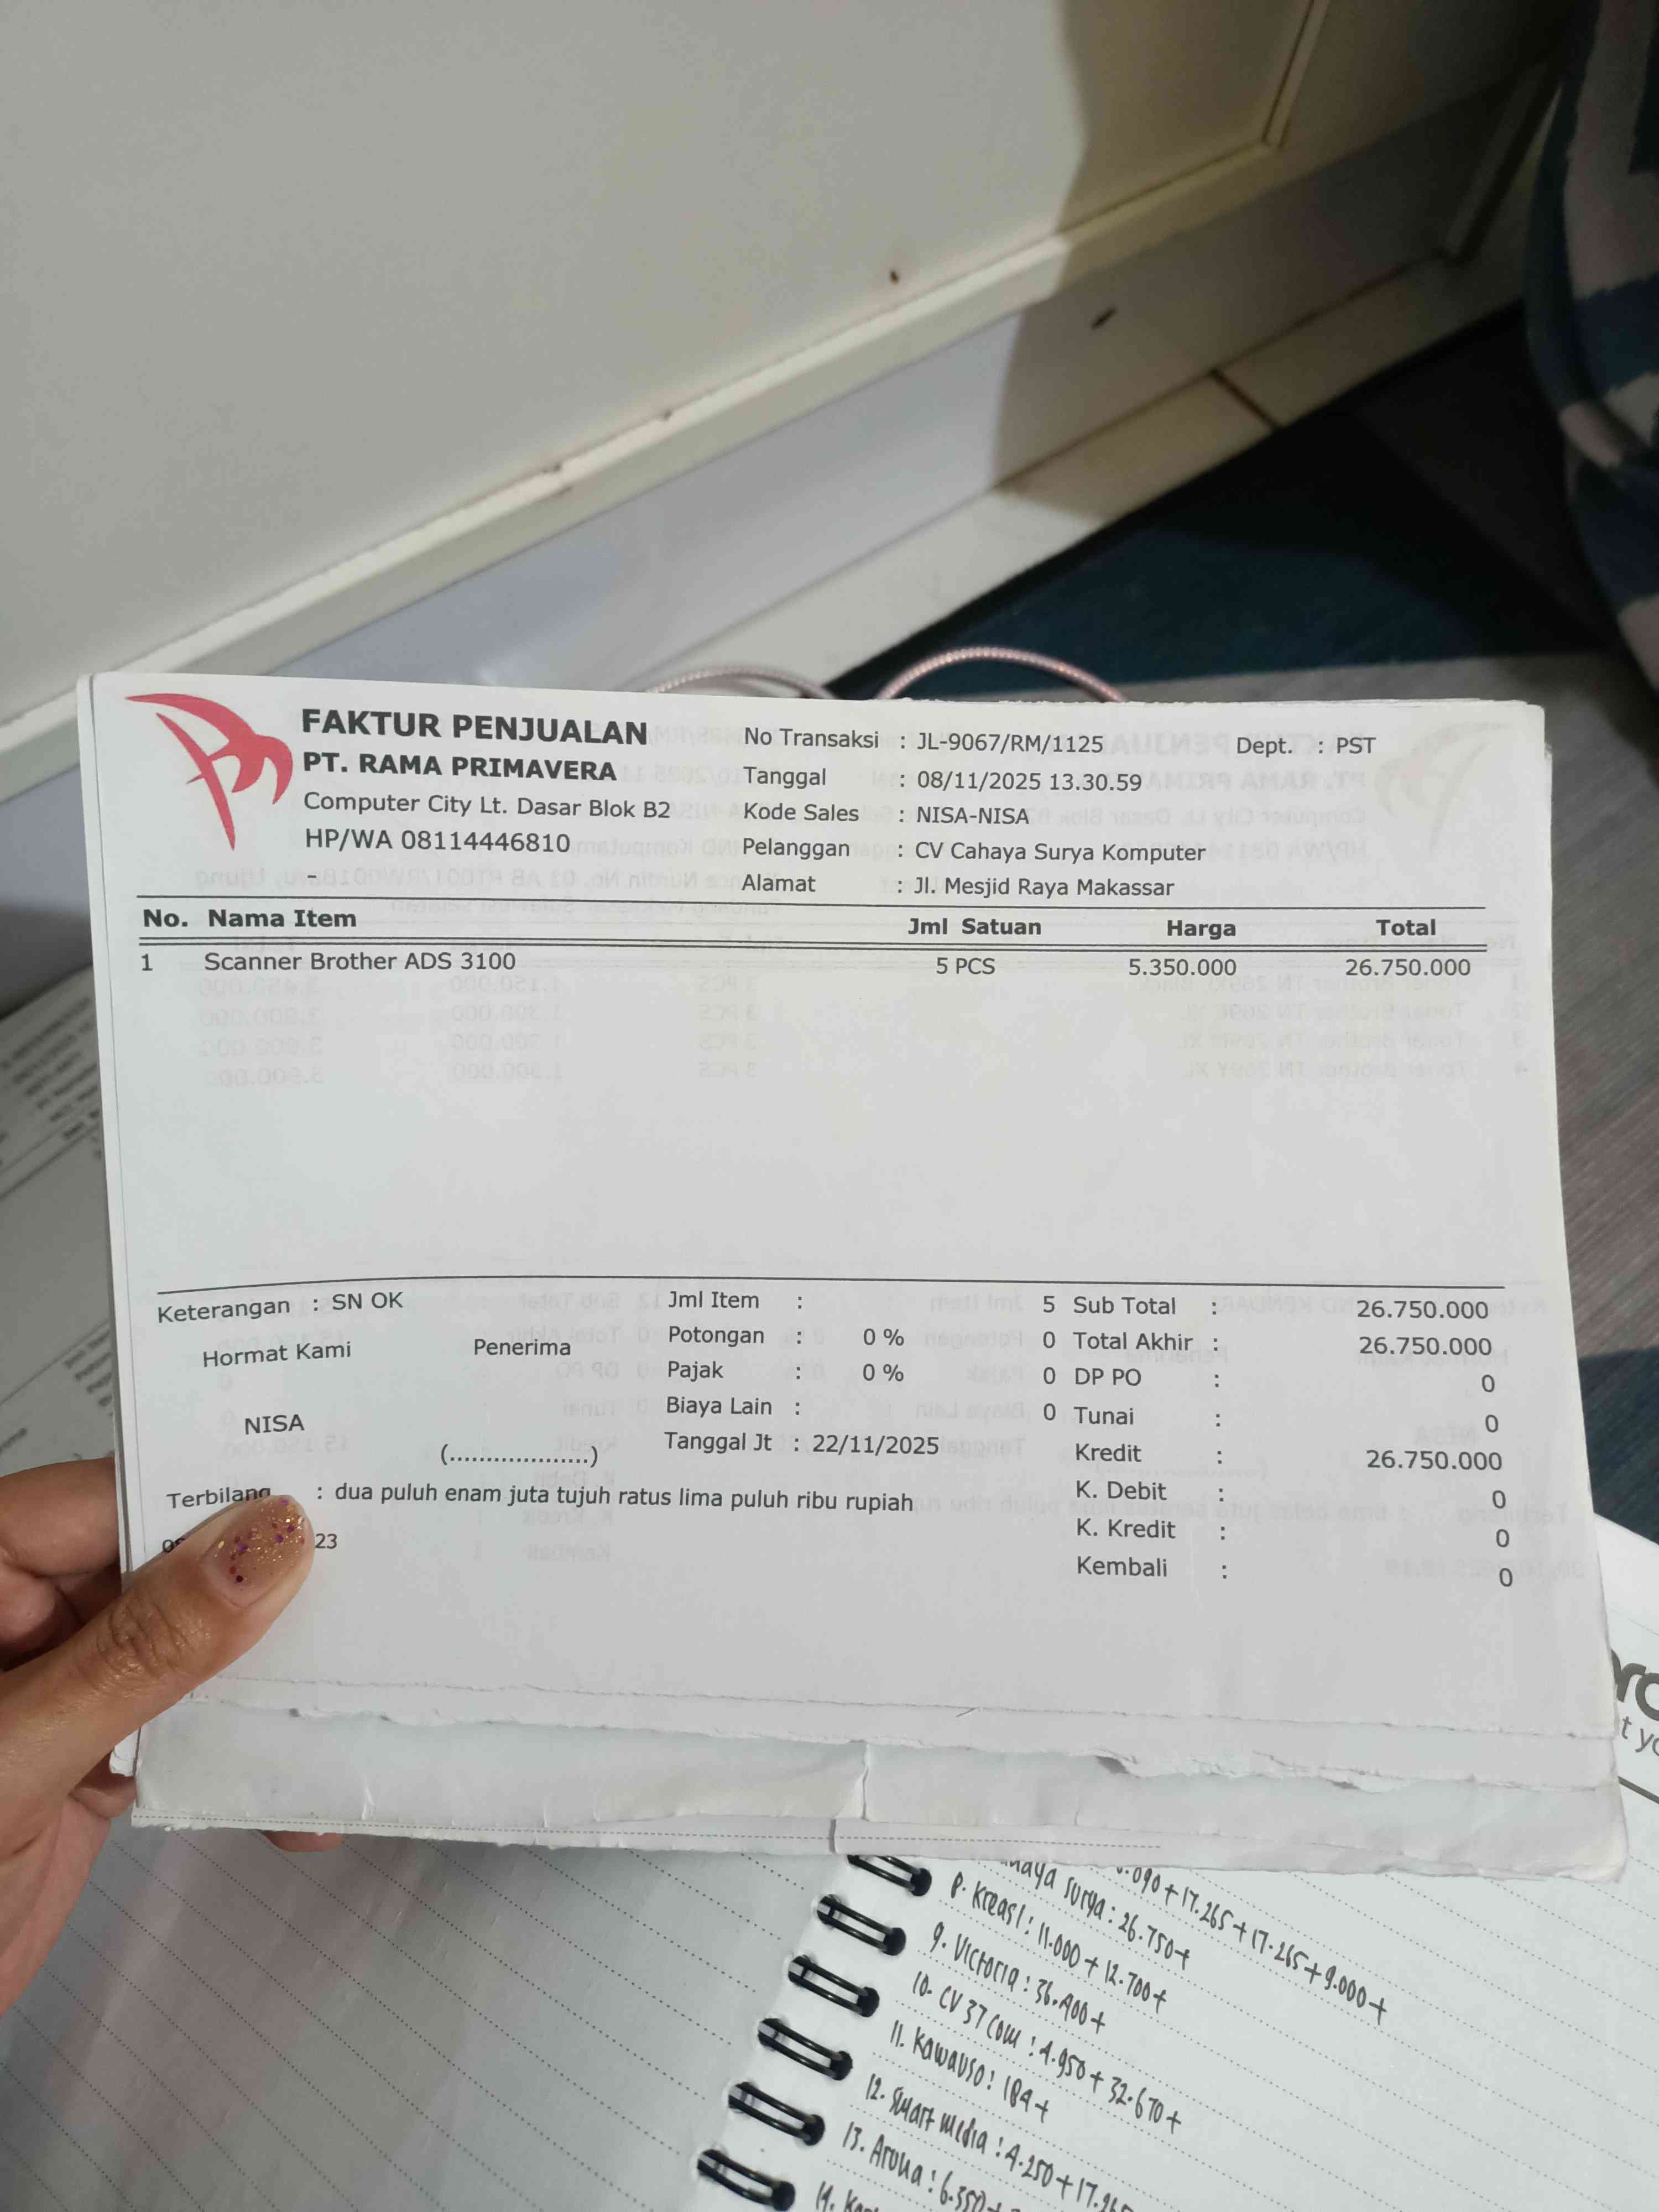 FAKTUR PENJUALAN
PT. RAMA PRIMAVERA
Computer City Lt. Dasar Blok B2
HP/WA 08114446810
-
No Transaksi : JL-9067/RM/1125 Dept. : PST
Tanggal : 08/11/2025 13.30.59
Kode Sales : NISA-NISA
Pelanggan : CV Cahaya Surya Komputer
Alamat : Jl. Mesjid Raya Makassar
No. Nama Item Jml Satuan Harga Total
1 Scanner Brother ADS 3100 5 PCS 5.350.000 26.750.000
Keterangan : SN OK
Hormat Kami Penerima
NISA
(...................)
Jml Item : 5
Potongan : 0 % 0
Pajak : 0 % 0
Biaya Lain : 0
Tanggal Jt : 22/11/2025
Sub Total : 26.750.000
Total Akhir : 26.750.000
DP PO : 0
Tunai : 0
Kredit : 26.750.000
K. Debit : 0
K. Kredit : 0
Kembali : 0
Terbilang : dua puluh enam juta tujuh ratus lima puluh ribu rupiah
23
+ 17.265 + 17.265 + 9.000 +
Surya : 26.750 +
8. Kreasi : 11.000 + 12.700 +
9. Victoria : 36.400 +
10. CV 37 Com : 4.950 + 32.670 +
11. Kawauso : 184 +
12. Smart Media : 4.250 +
13. Aruna : 6.350 +
14.